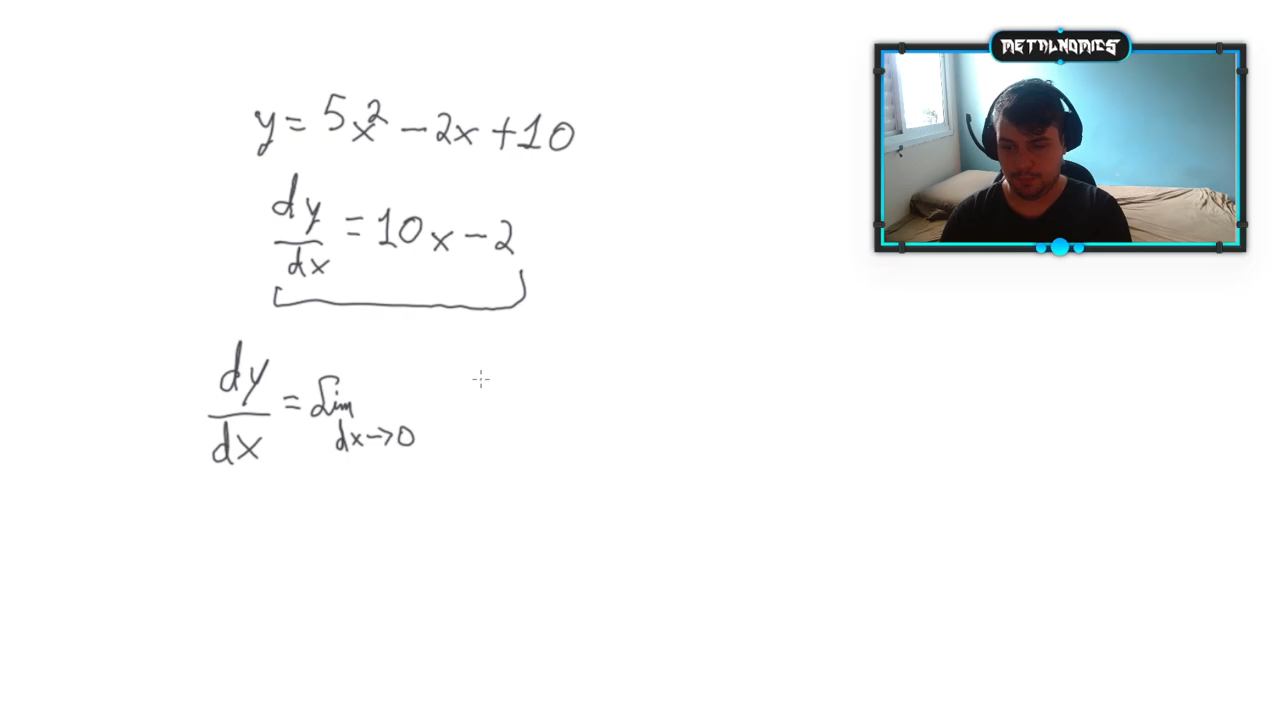 METALNOMICS
y = 5x² - 2x + 10
dy/dx = 10x - 2
dy/dx = lim dx→0